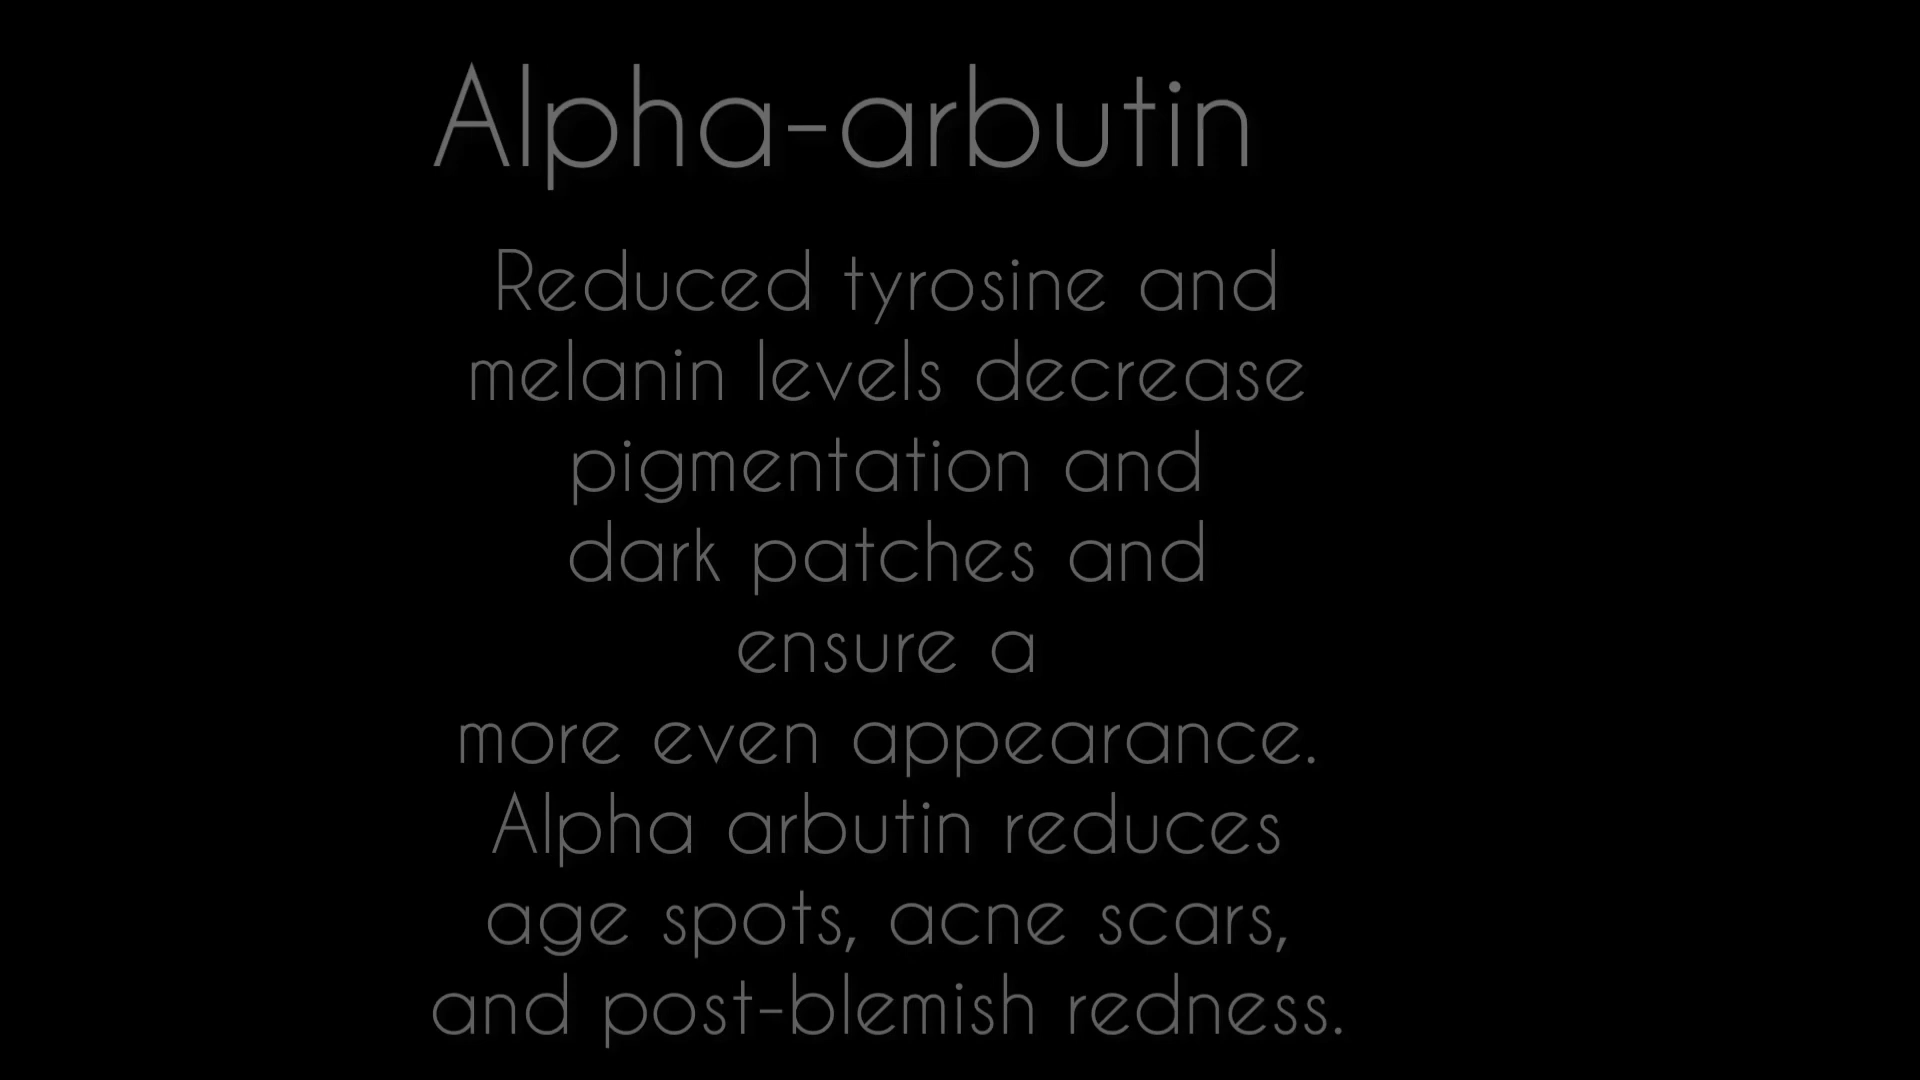 Alpha-arbutin
Reduced tyrosine and
melanin levels decrease
pigmentation and
dark patches and
ensure a
more even appearance.
Alpha arbutin reduces
age spots, acne scars,
and post-blemish redness.